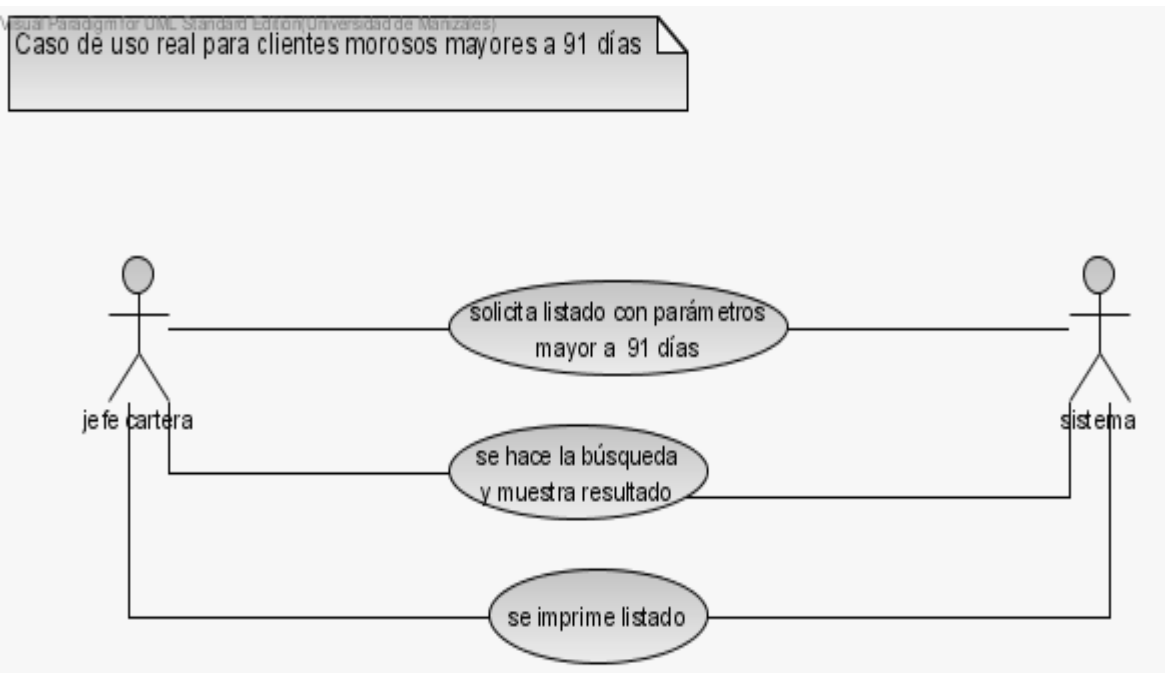 Visual Paradigm for UML Standard Edition(Universidad de Manizales)
Caso de uso real para clientes morosos mayores a 91 días
solicita listado con parámetros
mayor a 91 días
jefe cartera
sistema
se hace la búsqueda
y muestra resultado
se imprime listado